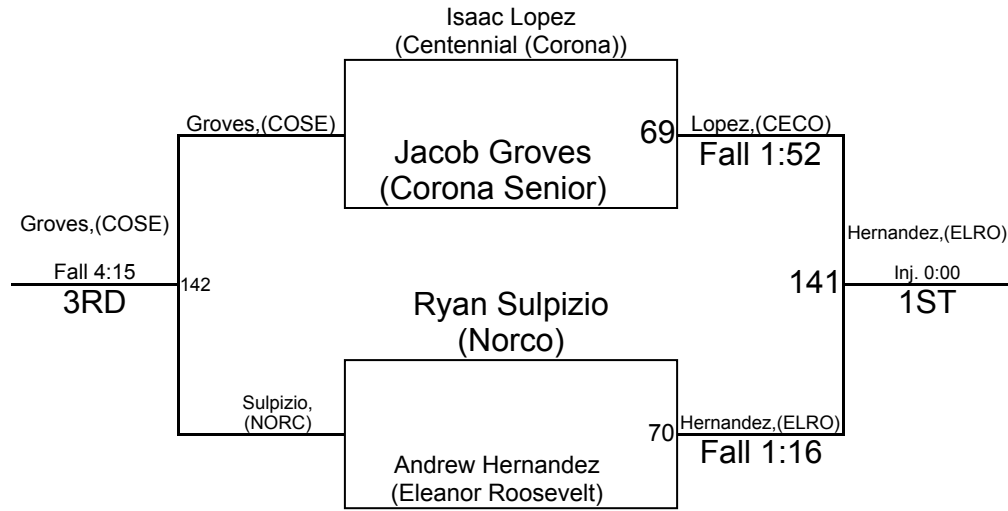 Isaac Lopez
(Centennial (Corona))
Groves,(COSE)
69
Lopez,(CECO)
Jacob Groves
(Corona Senior)
Fall 1:52
Groves,(COSE)
Hernandez,(ELRO)
Fall 4:15
142
141
Inj. 0:00
3RD
1ST
Ryan Sulpizio
(Norco)
Sulpizio,
(NORC)
70
Hernandez,(ELRO)
Fall 1:16
Andrew Hernandez
(Eleanor Roosevelt)